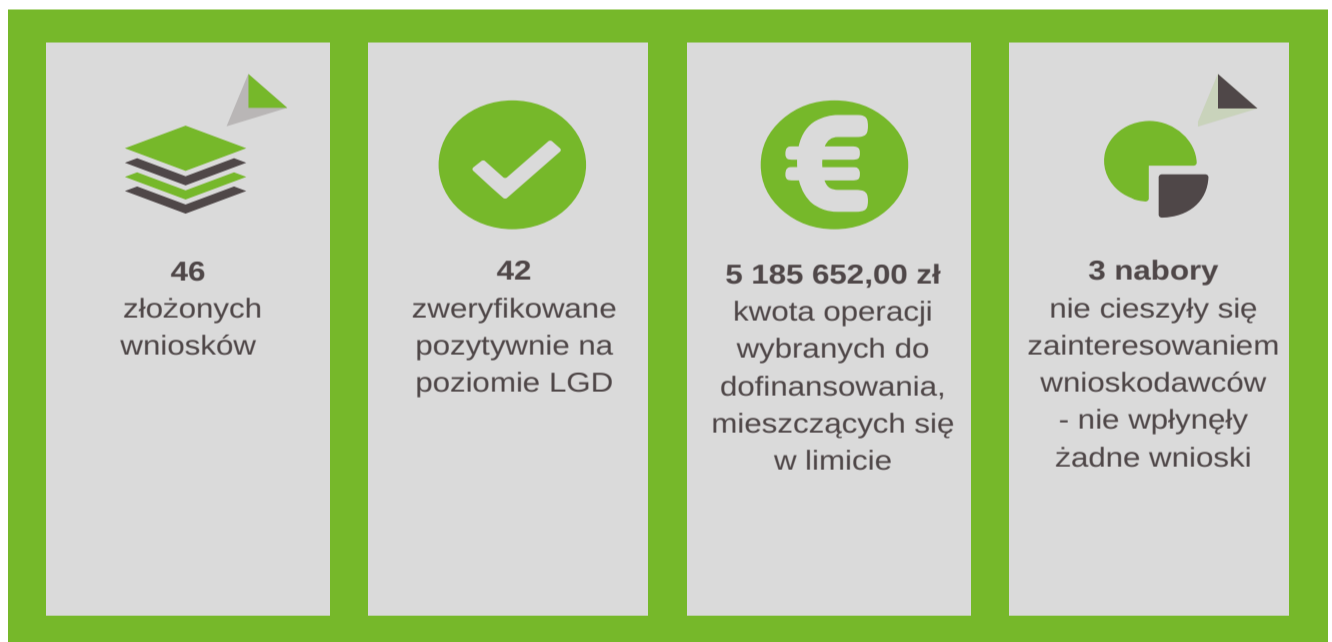 46
złożonych
wniosków
42
zweryfikowane
pozytywnie na
poziomie LGD
5 185 652,00 zł
kwota operacji
wybranych do
dofinansowania,
mieszczących się
w limicie
3 nabory
nie cieszyły się
zainteresowaniem
wnioskodawców
- nie wpłynęły
żadne wnioski